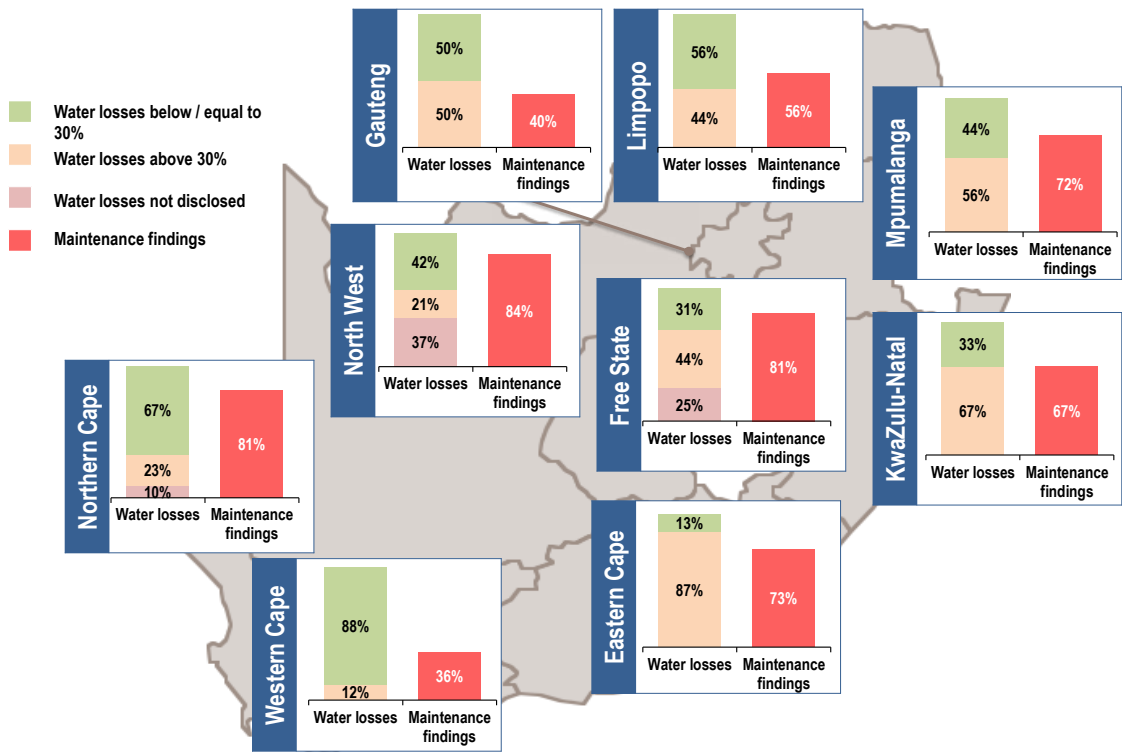 Water losses below / equal to
30%
Water losses above 30%
Water losses not disclosed
Maintenance findings
Gauteng
50%
50%
40%
Water losses
Maintenance
findings
Limpopo
56%
44%
56%
Water losses
Maintenance
findings
Mpumalanga
44%
56%
72%
Water losses
Maintenance
findings
North West
42%
21%
37%
84%
Water losses
Maintenance
findings
Free State
31%
44%
25%
81%
Water losses
Maintenance
findings
KwaZulu-Natal
33%
67%
67%
Water losses
Maintenance
findings
Northern Cape
67%
23%
10%
81%
Water losses
Maintenance
findings
Western Cape
88%
12%
36%
Water losses
Maintenance
findings
Eastern Cape
13%
87%
73%
Water losses
Maintenance
findings